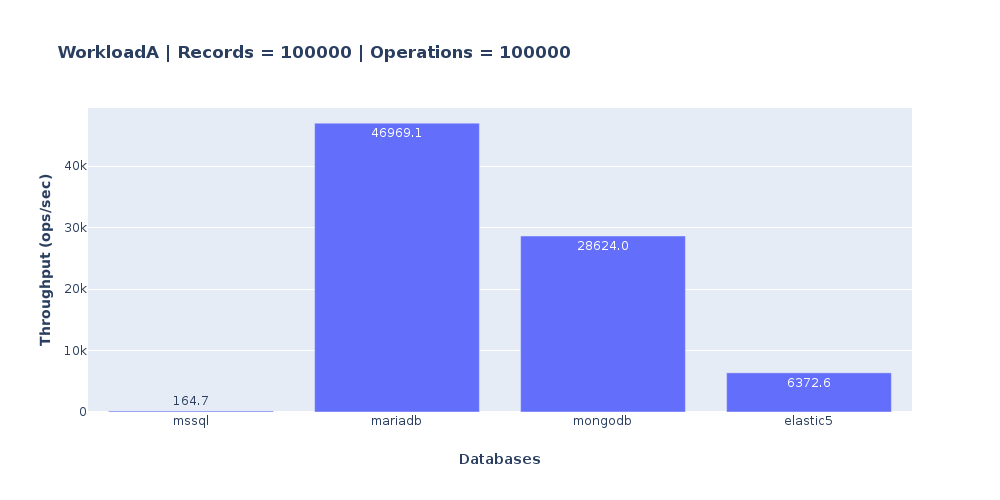 WorkloadA | Records = 100000 | Operations = 100000
Throughput (ops/sec)
40k
30k
20k
10k
0
164.7
46969.1
28624.0
6372.6
mssql
mariadb
mongodb
elastic5
Databases